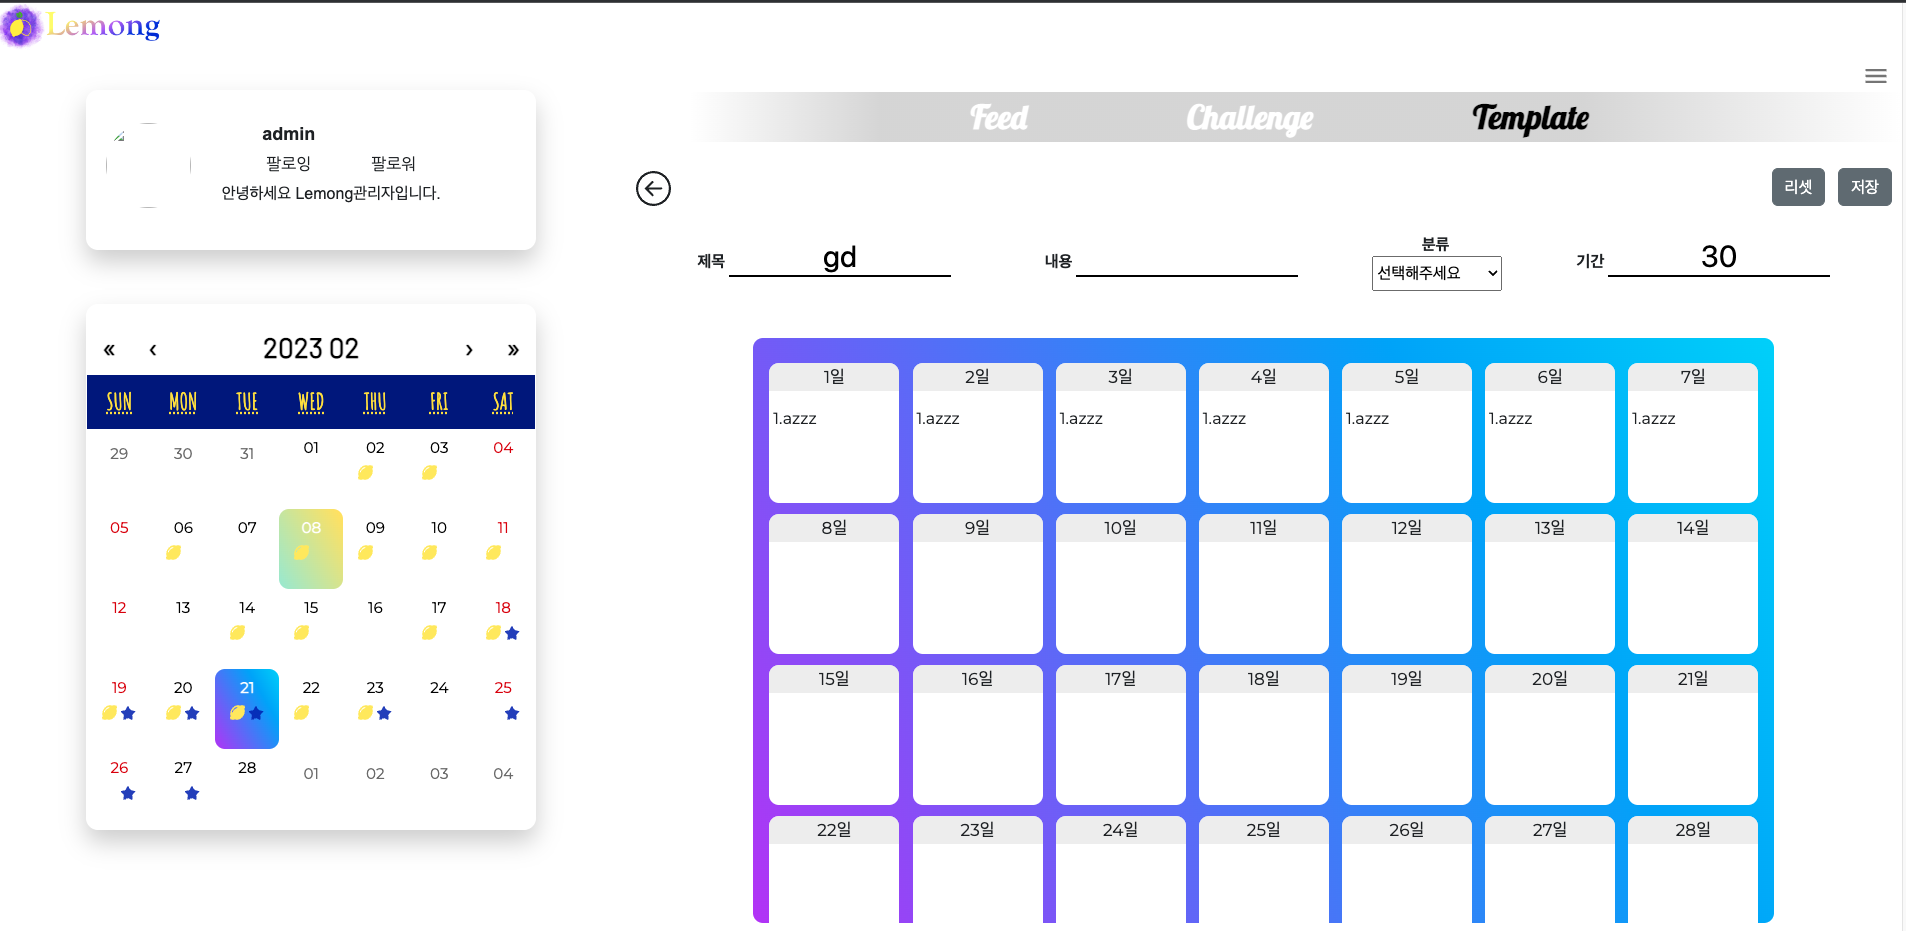 Lemong
admin
팔로잉 팔로워
안녕하세요 Lemong관리자입니다.
« ‹ 2023 02 › »
SUN MON TUE WED THU FRI SAT
29 30 31 01 02 03 04
05 06 07 08 09 10 11
12 13 14 15 16 17 18
19 20 21 22 23 24 25
26 27 28 01 02 03 04
Feed Challenge Template
리셋 저장
제목 gd 내용 분류 선택해주세요 기간 30
1일 2일 3일 4일 5일 6일 7일
1.azzz 1.azzz 1.azzz 1.azzz 1.azzz 1.azzz 1.azzz
8일 9일 10일 11일 12일 13일 14일
15일 16일 17일 18일 19일 20일 21일
22일 23일 24일 25일 26일 27일 28일